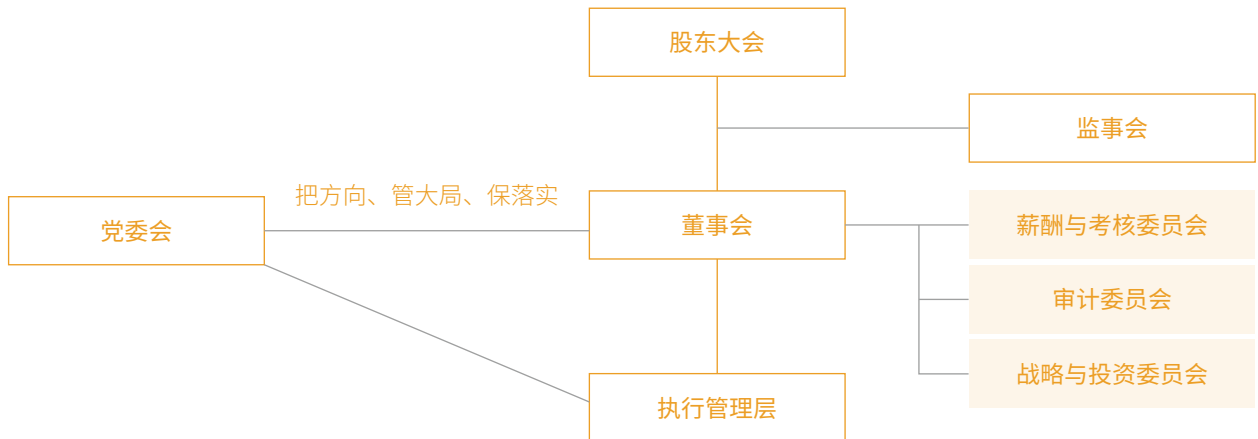 股东大会
监事会
把方向、管大局、保落实
党委会
董事会
薪酬与考核委员会
审计委员会
战略与投资委员会
执行管理层